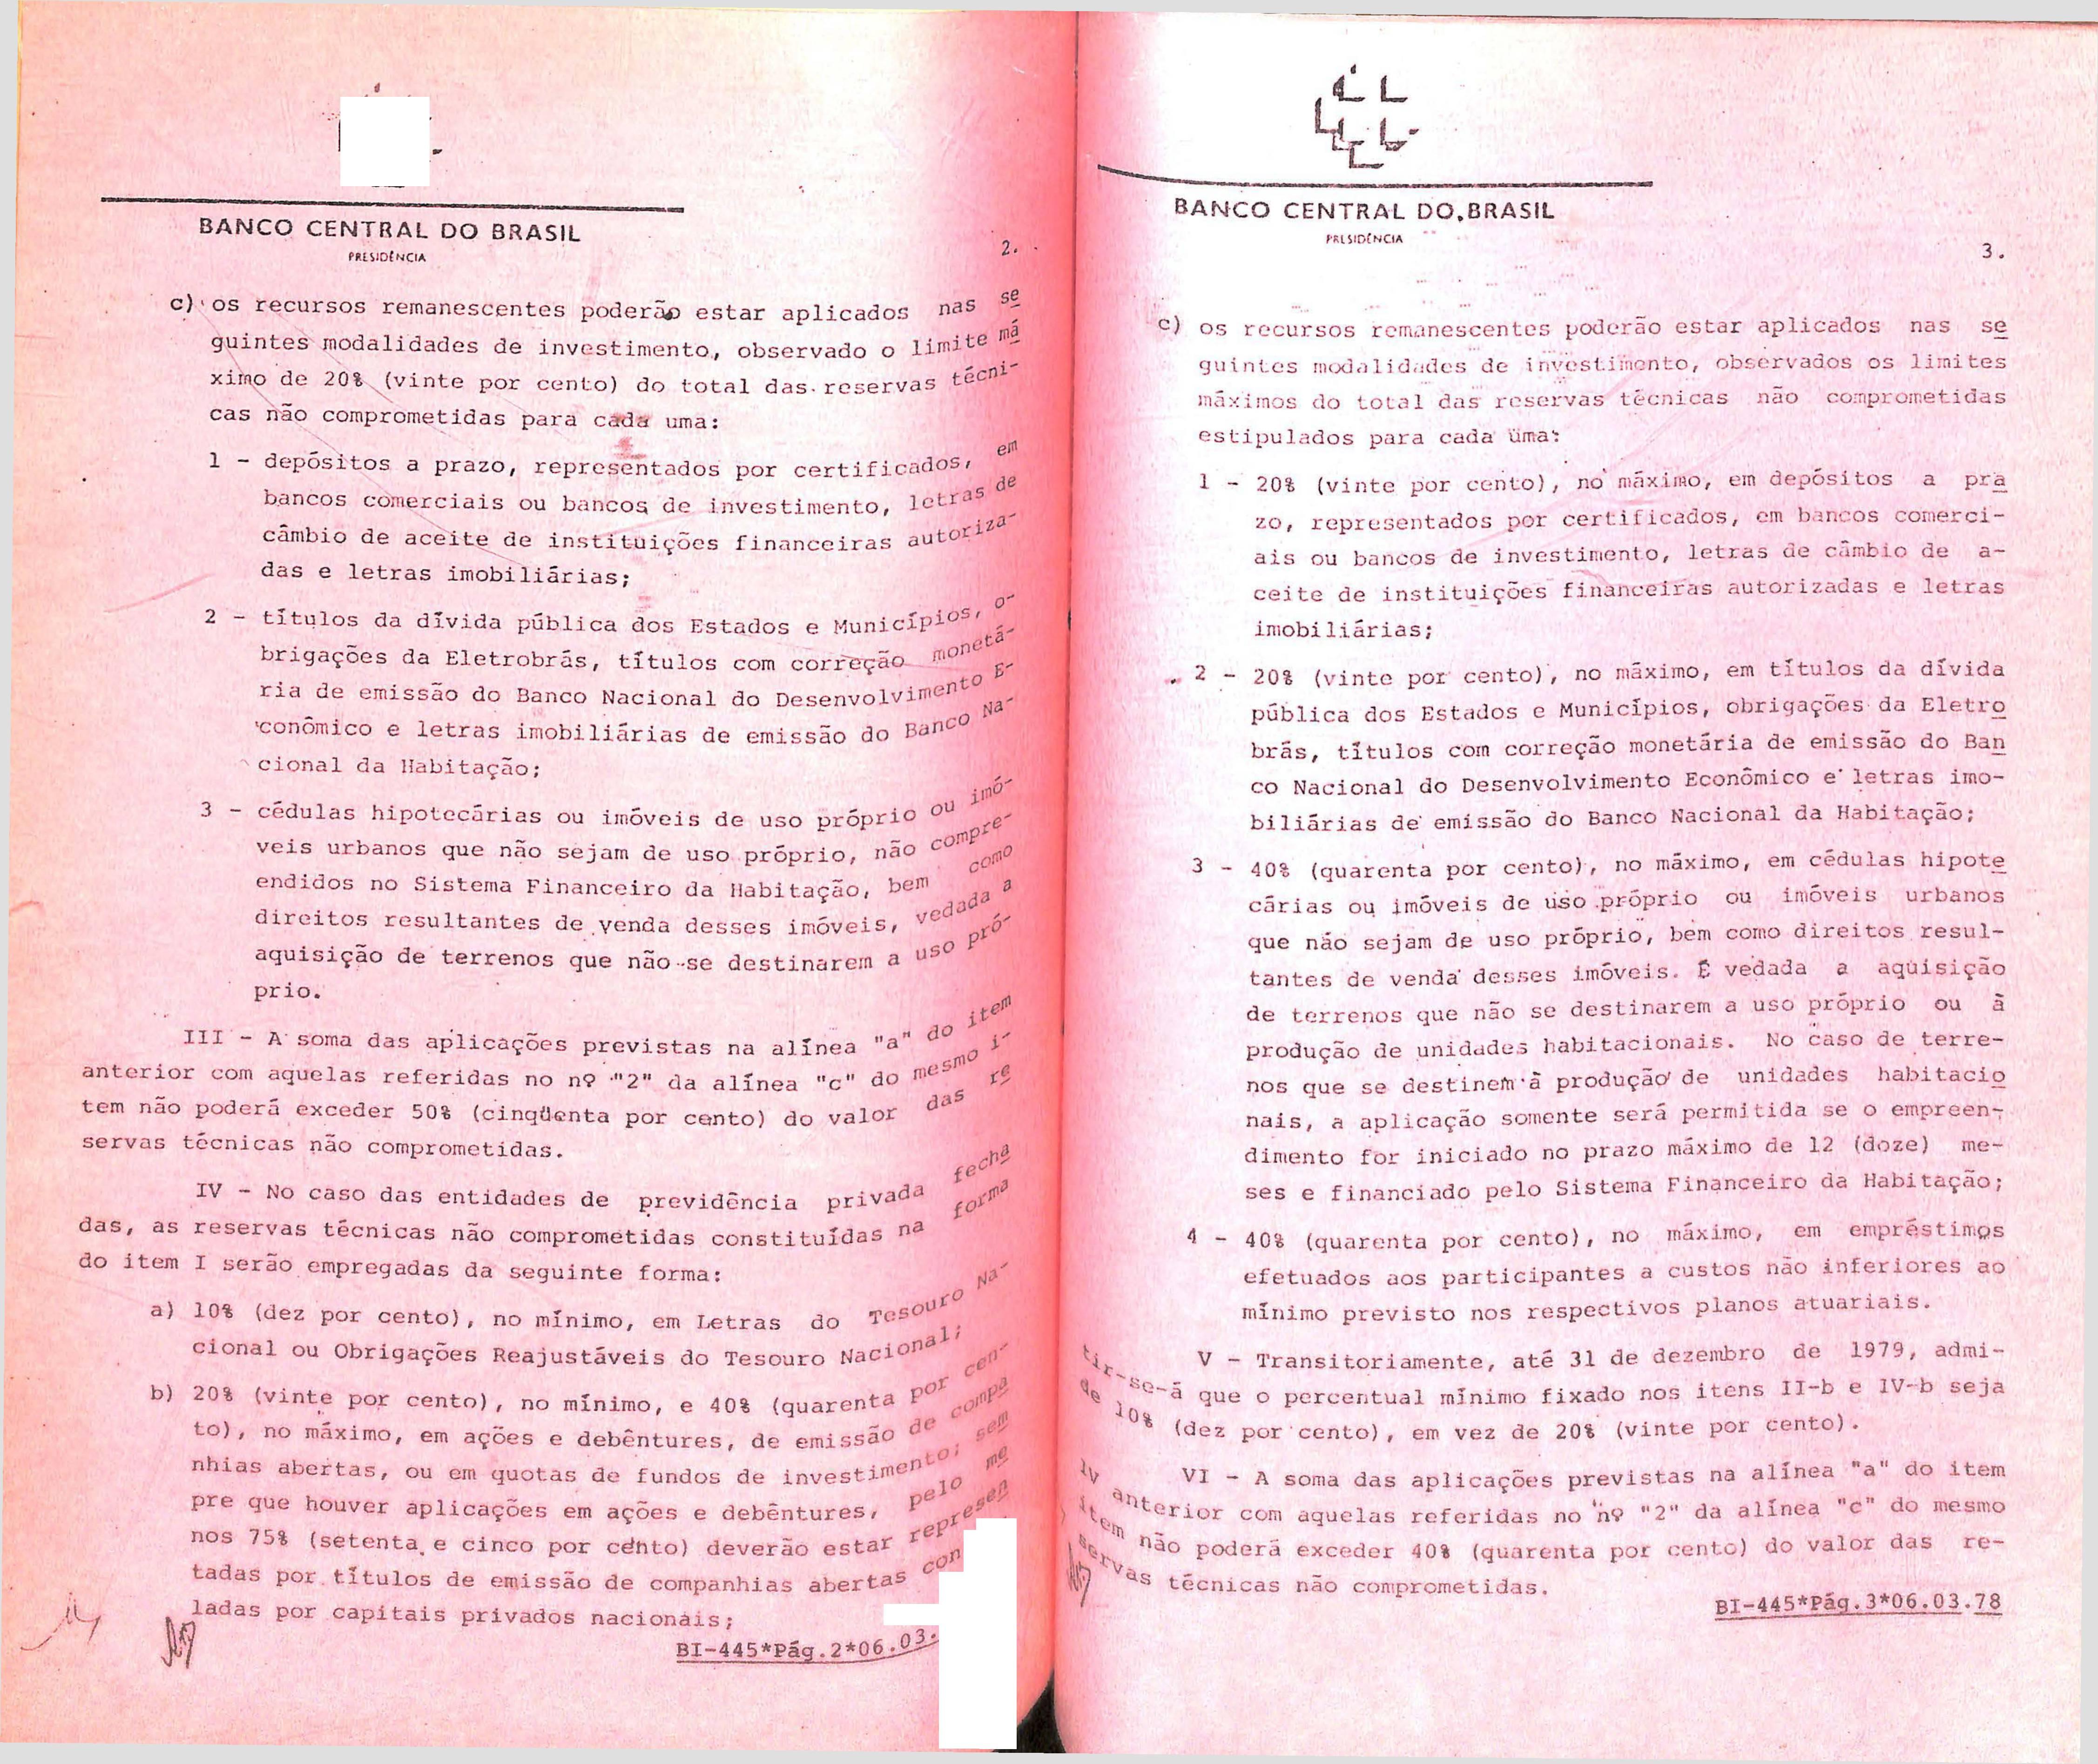 BANCO CENTRAL DO BRASIL
PRESIDÊNCIA
2.
c) os recursos remanescentes poderão estar aplicados nas se
guintes modalidades de investimento, observado o limite má
ximo de 20% (vinte por cento) do total das reservas técni-
cas não comprometidas para cada uma:
1 - depósitos a prazo, representados por certificados, em
bancos comerciais ou bancos de investimento, letras de
câmbio de aceite de instituições financeiras autoriza-
das e letras imobiliárias;
2 - títulos da dívida pública dos Estados e Municípios, o-
brigações da Eletrobrás, títulos com correção monetá-
ria de emissão do Banco Nacional do Desenvolvimento E-
conômico e letras imobiliárias de emissão do Banco Na-
cional da Habitação;
3 - cédulas hipotecárias ou imóveis de uso próprio ou imó-
veis urbanos que não sejam de uso próprio, não compre-
endidos no Sistema Financeiro da Habitação, bem como
direitos resultantes de venda desses imóveis, vedada a
aquisição de terrenos que não se destinarem a uso pró-
prio.
III - A soma das aplicações previstas na alínea "a" do item
anterior com aquelas referidas no nº "2" da alínea "c" do mesmo i-
tem não poderá exceder 50% (cinqüenta por cento) do valor das re
servas técnicas não comprometidas.
IV - No caso das entidades de previdência privada fecha
das, as reservas técnicas não comprometidas constituídas na forma
do item I serão empregadas da seguinte forma:
a) 10% (dez por cento), no mínimo, em Letras do Tesouro Na-
cional ou Obrigações Reajustáveis do Tesouro Nacional;
b) 20% (vinte por cento), no mínimo, e 40% (quarenta por cen-
to), no máximo, em ações e debêntures, de emissão de compa
nhias abertas, ou em quotas de fundos de investimento; sem
pre que houver aplicações em ações e debêntures, pelo me
nos 75% (setenta e cinco por cento) deverão estar represen
tadas por títulos de emissão de companhias abertas con
ladas por capitais privados nacionais;
BI-445*Pág.2*06.03.
BANCO CENTRAL DO BRASIL
PRESIDÊNCIA
3.
c) os recursos remanescentes poderão estar aplicados nas se
guintes modalidades de investimento, observados os limites
máximos do total das reservas técnicas não comprometidas
estipulados para cada uma:
1 - 20% (vinte por cento), no máximo, em depósitos a pra
zo, representados por certificados, em bancos comerci-
ais ou bancos de investimento, letras de câmbio de a-
ceite de instituições financeiras autorizadas e letras
imobiliárias;
2 - 20% (vinte por cento), no máximo, em títulos da dívida
pública dos Estados e Municípios, obrigações da Eletro
brás, títulos com correção monetária de emissão do Ban
co Nacional do Desenvolvimento Econômico e letras imo-
biliárias de emissão do Banco Nacional da Habitação;
3 - 40% (quarenta por cento), no máximo, em cédulas hipote
cárias ou imóveis de uso próprio ou imóveis urbanos
que não sejam de uso próprio, bem como direitos resul-
tantes de venda desses imóveis. É vedada a aquisição
de terrenos que não se destinarem a uso próprio ou à
produção de unidades habitacionais. No caso de terre-
nos que se destinem à produção de unidades habitacio
nais, a aplicação somente será permitida se o empreen-
dimento for iniciado no prazo máximo de 12 (doze) me-
ses e financiado pelo Sistema Financeiro da Habitação;
4 - 40% (quarenta por cento), no máximo, em empréstimos
efetuados aos participantes a custos não inferiores ao
mínimo previsto nos respectivos planos atuariais.
V - Transitoriamente, até 31 de dezembro de 1979, admi-
tir-se-á que o percentual mínimo fixado nos itens II-b e IV-b seja
de 10% (dez por cento), em vez de 20% (vinte por cento).
VI - A soma das aplicações previstas na alínea "a" do item
IV anterior com aquelas referidas no nº "2" da alínea "c" do mesmo
item não poderá exceder 40% (quarenta por cento) do valor das re-
servas técnicas não comprometidas.
BI-445*Pág.3*06.03.78